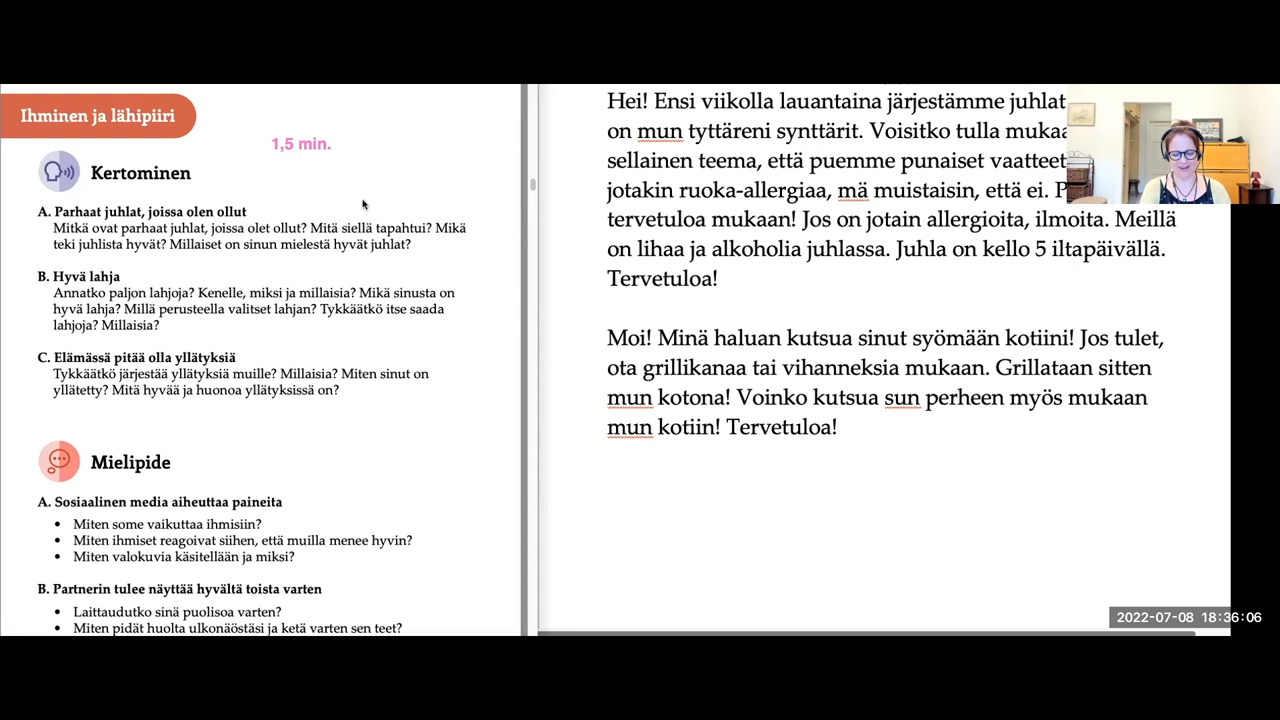 Ihminen ja lähipiiri
1,5 min.
Kertominen
A. Parhaat juhlat, joissa olen ollut
Mitkä ovat parhaat juhlat, joissa olet ollut? Mitä siellä tapahtui? Mikä
teki juhlista hyvät? Millaiset on sinun mielestä hyvät juhlat?
B. Hyvä lahja
Annatko paljon lahjoja? Kenelle, miksi ja millaisia? Mikä sinusta on
hyvä lahja? Millä perusteella valitset lahjan? Tykkäätkö itse saada
lahjoja? Millaisia?
C. Elämässä pitää olla yllätyksiä
Tykkäätkö järjestää yllätyksiä muille? Millaisia? Miten sinut on
yllätetty? Mitä hyvää ja huonoa yllätyksissä on?
Mielipide
A. Sosiaalinen media aiheuttaa paineita
• Miten some vaikuttaa ihmisiin?
• Miten ihmiset reagoivat siihen, että muilla menee hyvin?
• Miten valokuvia käsitellään ja miksi?
B. Partnerin tulee näyttää hyvältä toista varten
• Laittaudutko sinä puolisoa varten?
• Miten pidät huolta ulkonäöstäsi ja ketä varten sen teet?
Hei! Ensi viikolla lauantaina järjestämme juhlat
on mun tyttäreni synttärit. Voisitko tulla
sellainen teema, että puemme punaiset vaatteet
jotakin ruoka-allergiaa, mä muistaisin, että ei.
tervetuloa mukaan! Jos on jotain allergioita, ilmoita. Meillä
on lihaa ja alkoholia juhlassa. Juhla on kello 5 iltapäivällä.
Tervetuloa!
Moi! Minä haluan kutsua sinut syömään kotiini! Jos tulet,
ota grillikanaa tai vihanneksia mukaan. Grillataan sitten
mun kotona! Voinko kutsua sun perheen myös mukaan
mun kotiin! Tervetuloa!
2022-07-08 18:36:06